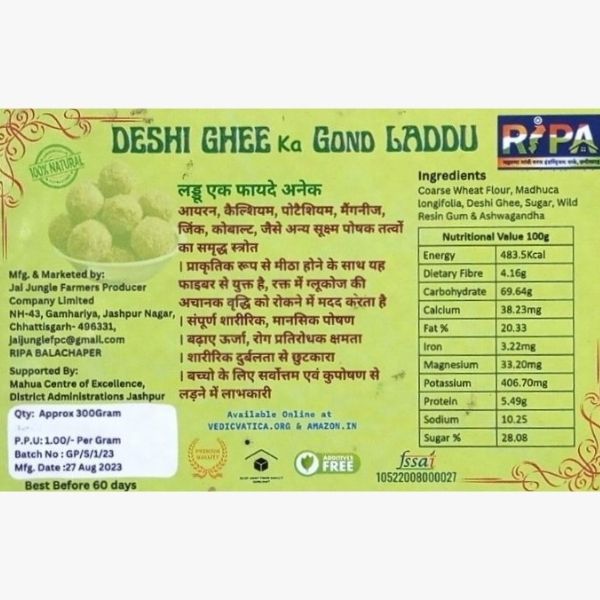 DESHI GHEE Ka GOND LADDU
RIPA
100% NATURAL
लड्डू एक फायदे अनेक
आयरन, कैल्शियम, पोटैशियम, मैंगनीज,
जिंक, कोबाल्ट, जैसे अन्य सूक्ष्म पोषक तत्वों
का समृद्ध स्त्रोत
। प्राकृतिक रूप से मीठा होने के साथ यह
फाइबर से युक्त है, रक्त में ग्लूकोज की
अचानक वृद्धि को रोकने में मदद करता है
। संपूर्ण शारीरिक, मानसिक पोषण
। बढ़ाए ऊर्जा, रोग प्रतिरोधक क्षमता
। शारीरिक दुर्बलता से छुटकारा
। बच्चो के लिए सर्वोत्तम एवं कुपोषण से
लड़ने में लाभकारी
Available Online at
VEDICVATICA.ORG & AMAZON.IN
Mfg. & Marketed by:
Jai Jungle Farmers Producer
Company Limited
NH-43, Gamhariya, Jashpur Nagar,
Chhattisgarh- 496331,
jaijunglefpc@gmail.com
RIPA BALACHAPER
Supported By:
Mahua Centre of Excellence,
District Administrations Jashpur
Qty: Approx 300Gram
P.P.U: 1.00/- Per Gram
Batch No : GP/S/1/23
Mfg. Date :27 Aug 2023
Best Before 60 days
PREMIUM
QUALITY
ADDITIVES
FREE
fssai
10522008000027
Ingredients
Coarse Wheat Flour, Madhuca
longifolia, Deshi Ghee, Sugar, Wild
Resin Gum & Ashwagandha
Nutritional Value 100g
Energy 483.5Kcal
Dietary Fibre 4.16g
Carbohydrate 69.64g
Calcium 38.23mg
Fat % 20.33
Iron 3.22mg
Magnesium 33.20mg
Potassium 406.70mg
Protein 5.49g
Sodium 10.25
Sugar % 28.08